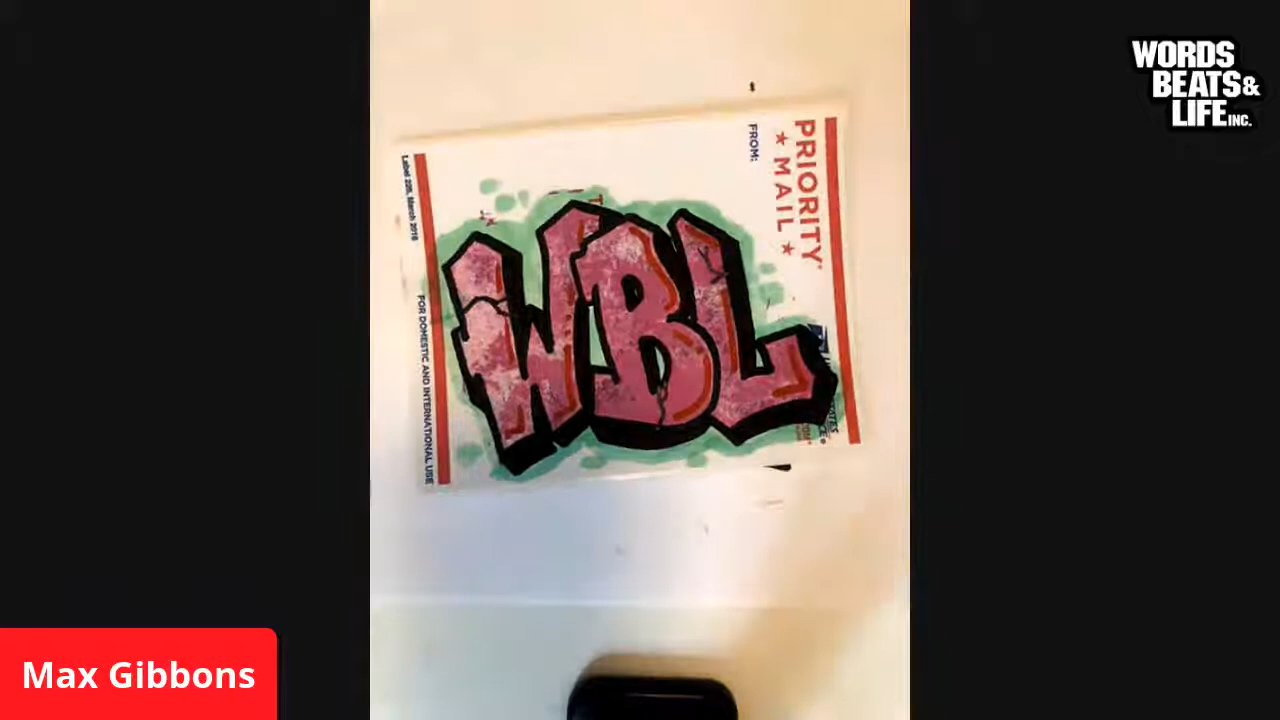 WORDS
BEATS&
LIFE INC.
PRIORITY
★ MAIL ★
FROM:
Label 228, March 2016
FOR DOMESTIC AND INTERNATIONAL USE
WBL
Max Gibbons